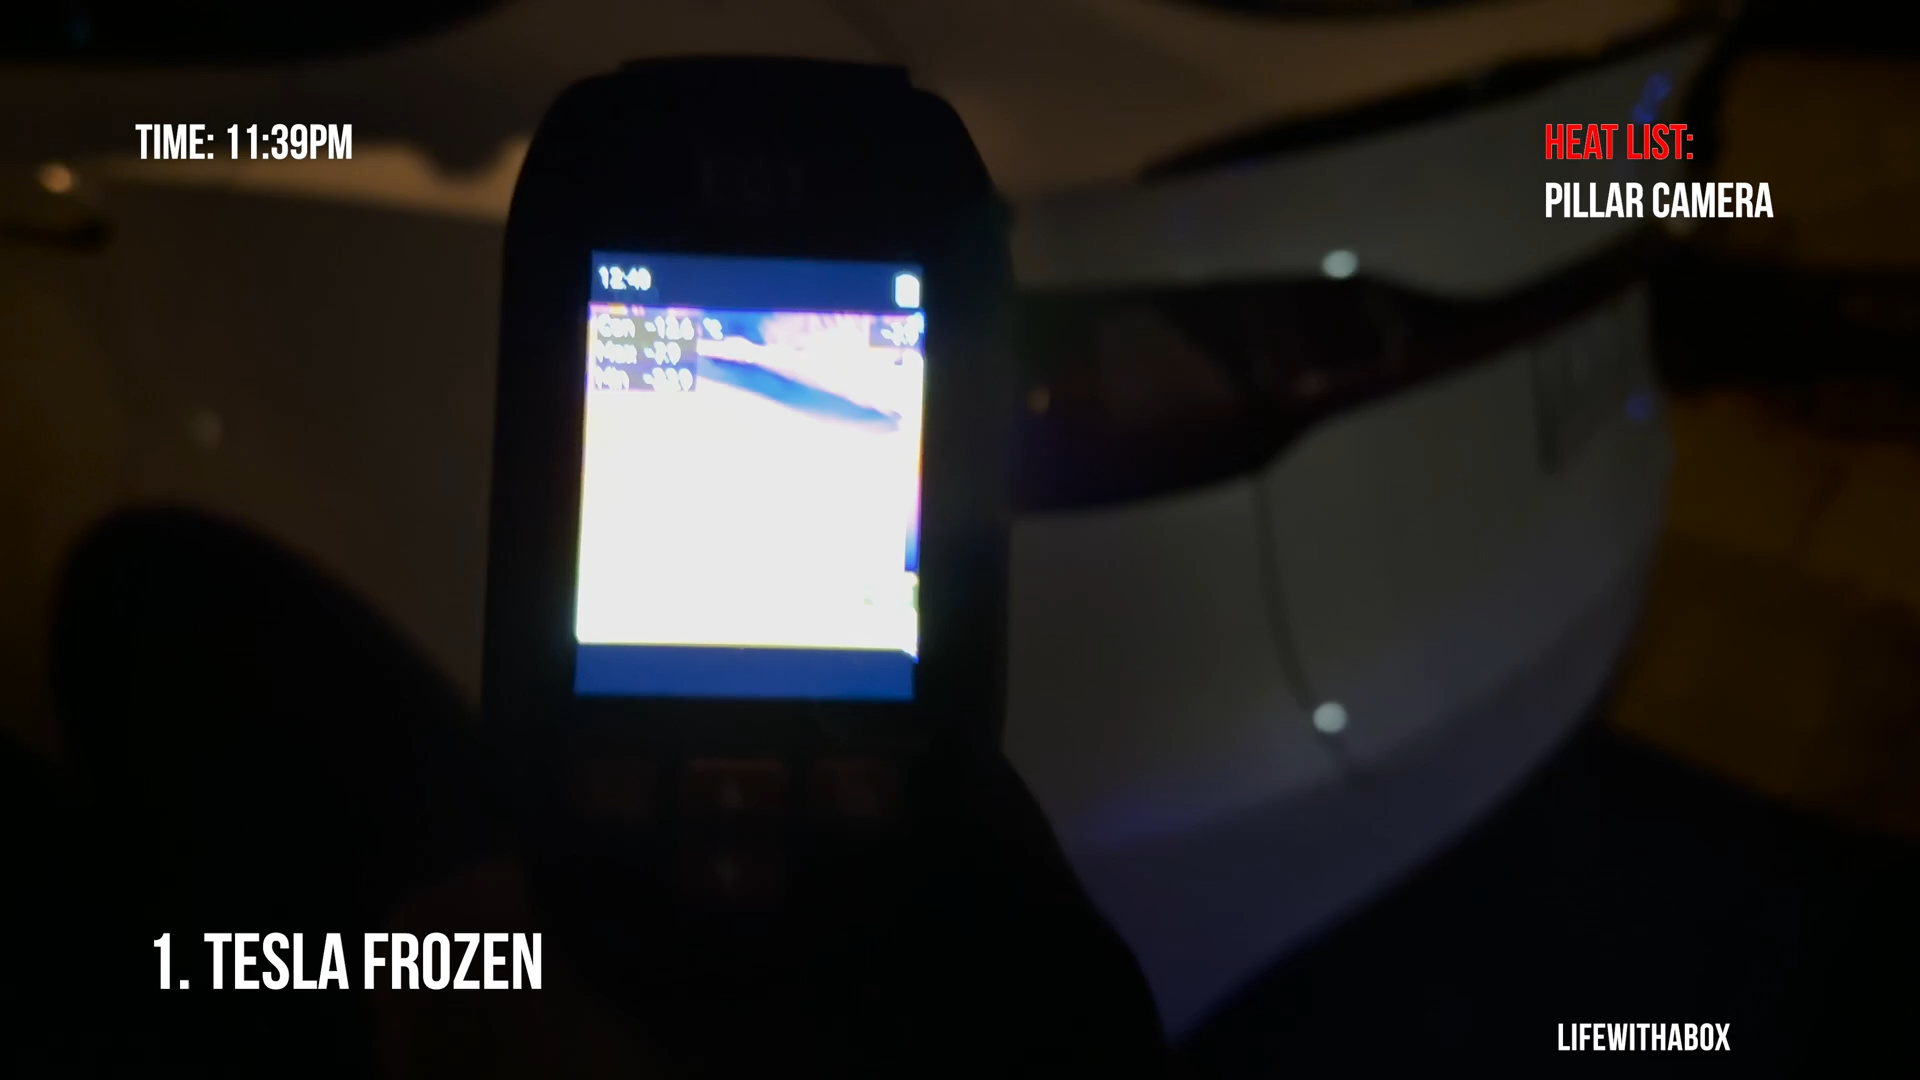 TIME: 11:39PM
HEAT LIST:
PILLAR CAMERA
12:40
1. TESLA FROZEN
LIFEWITHABOX